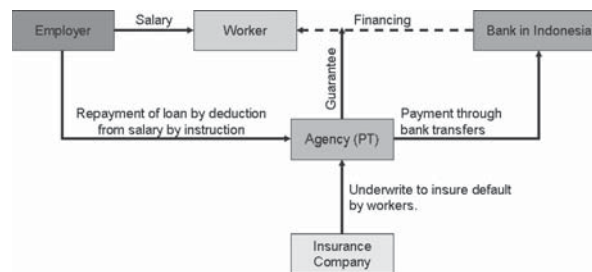 Employer
Salary
Worker
Financing
Bank in Indonesia
Guarantee
Repayment of loan by deduction
from salary by instruction
Agency (PT)
Payment through
bank transfers
Underwrite to insure default
by workers.
Insurance
Company